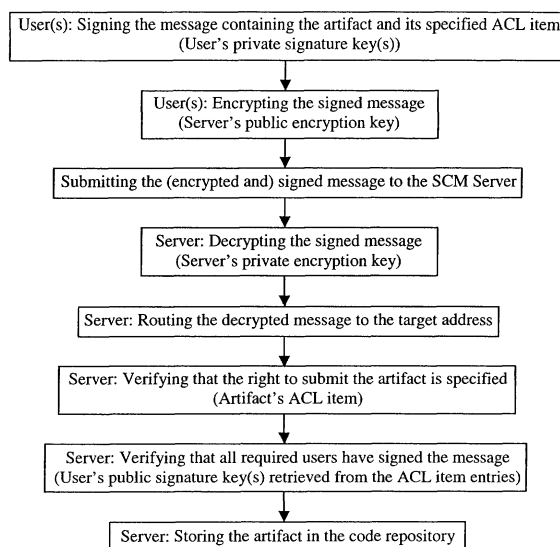 User(s): Signing the message containing the artifact and its specified ACL item
(User's private signature key(s))
User(s): Encrypting the signed message
(Server's public encryption key)
Submitting the (encrypted and) signed message to the SCM Server
Server: Decrypting the signed message
(Server's private encryption key)
Server: Routing the decrypted message to the target address
Server: Verifying that the right to submit the artifact is specified
(Artifact's ACL item)
Server: Verifying that all required users have signed the message
(User's public signature key(s) retrieved from the ACL item entries)
Server: Storing the artifact in the code repository